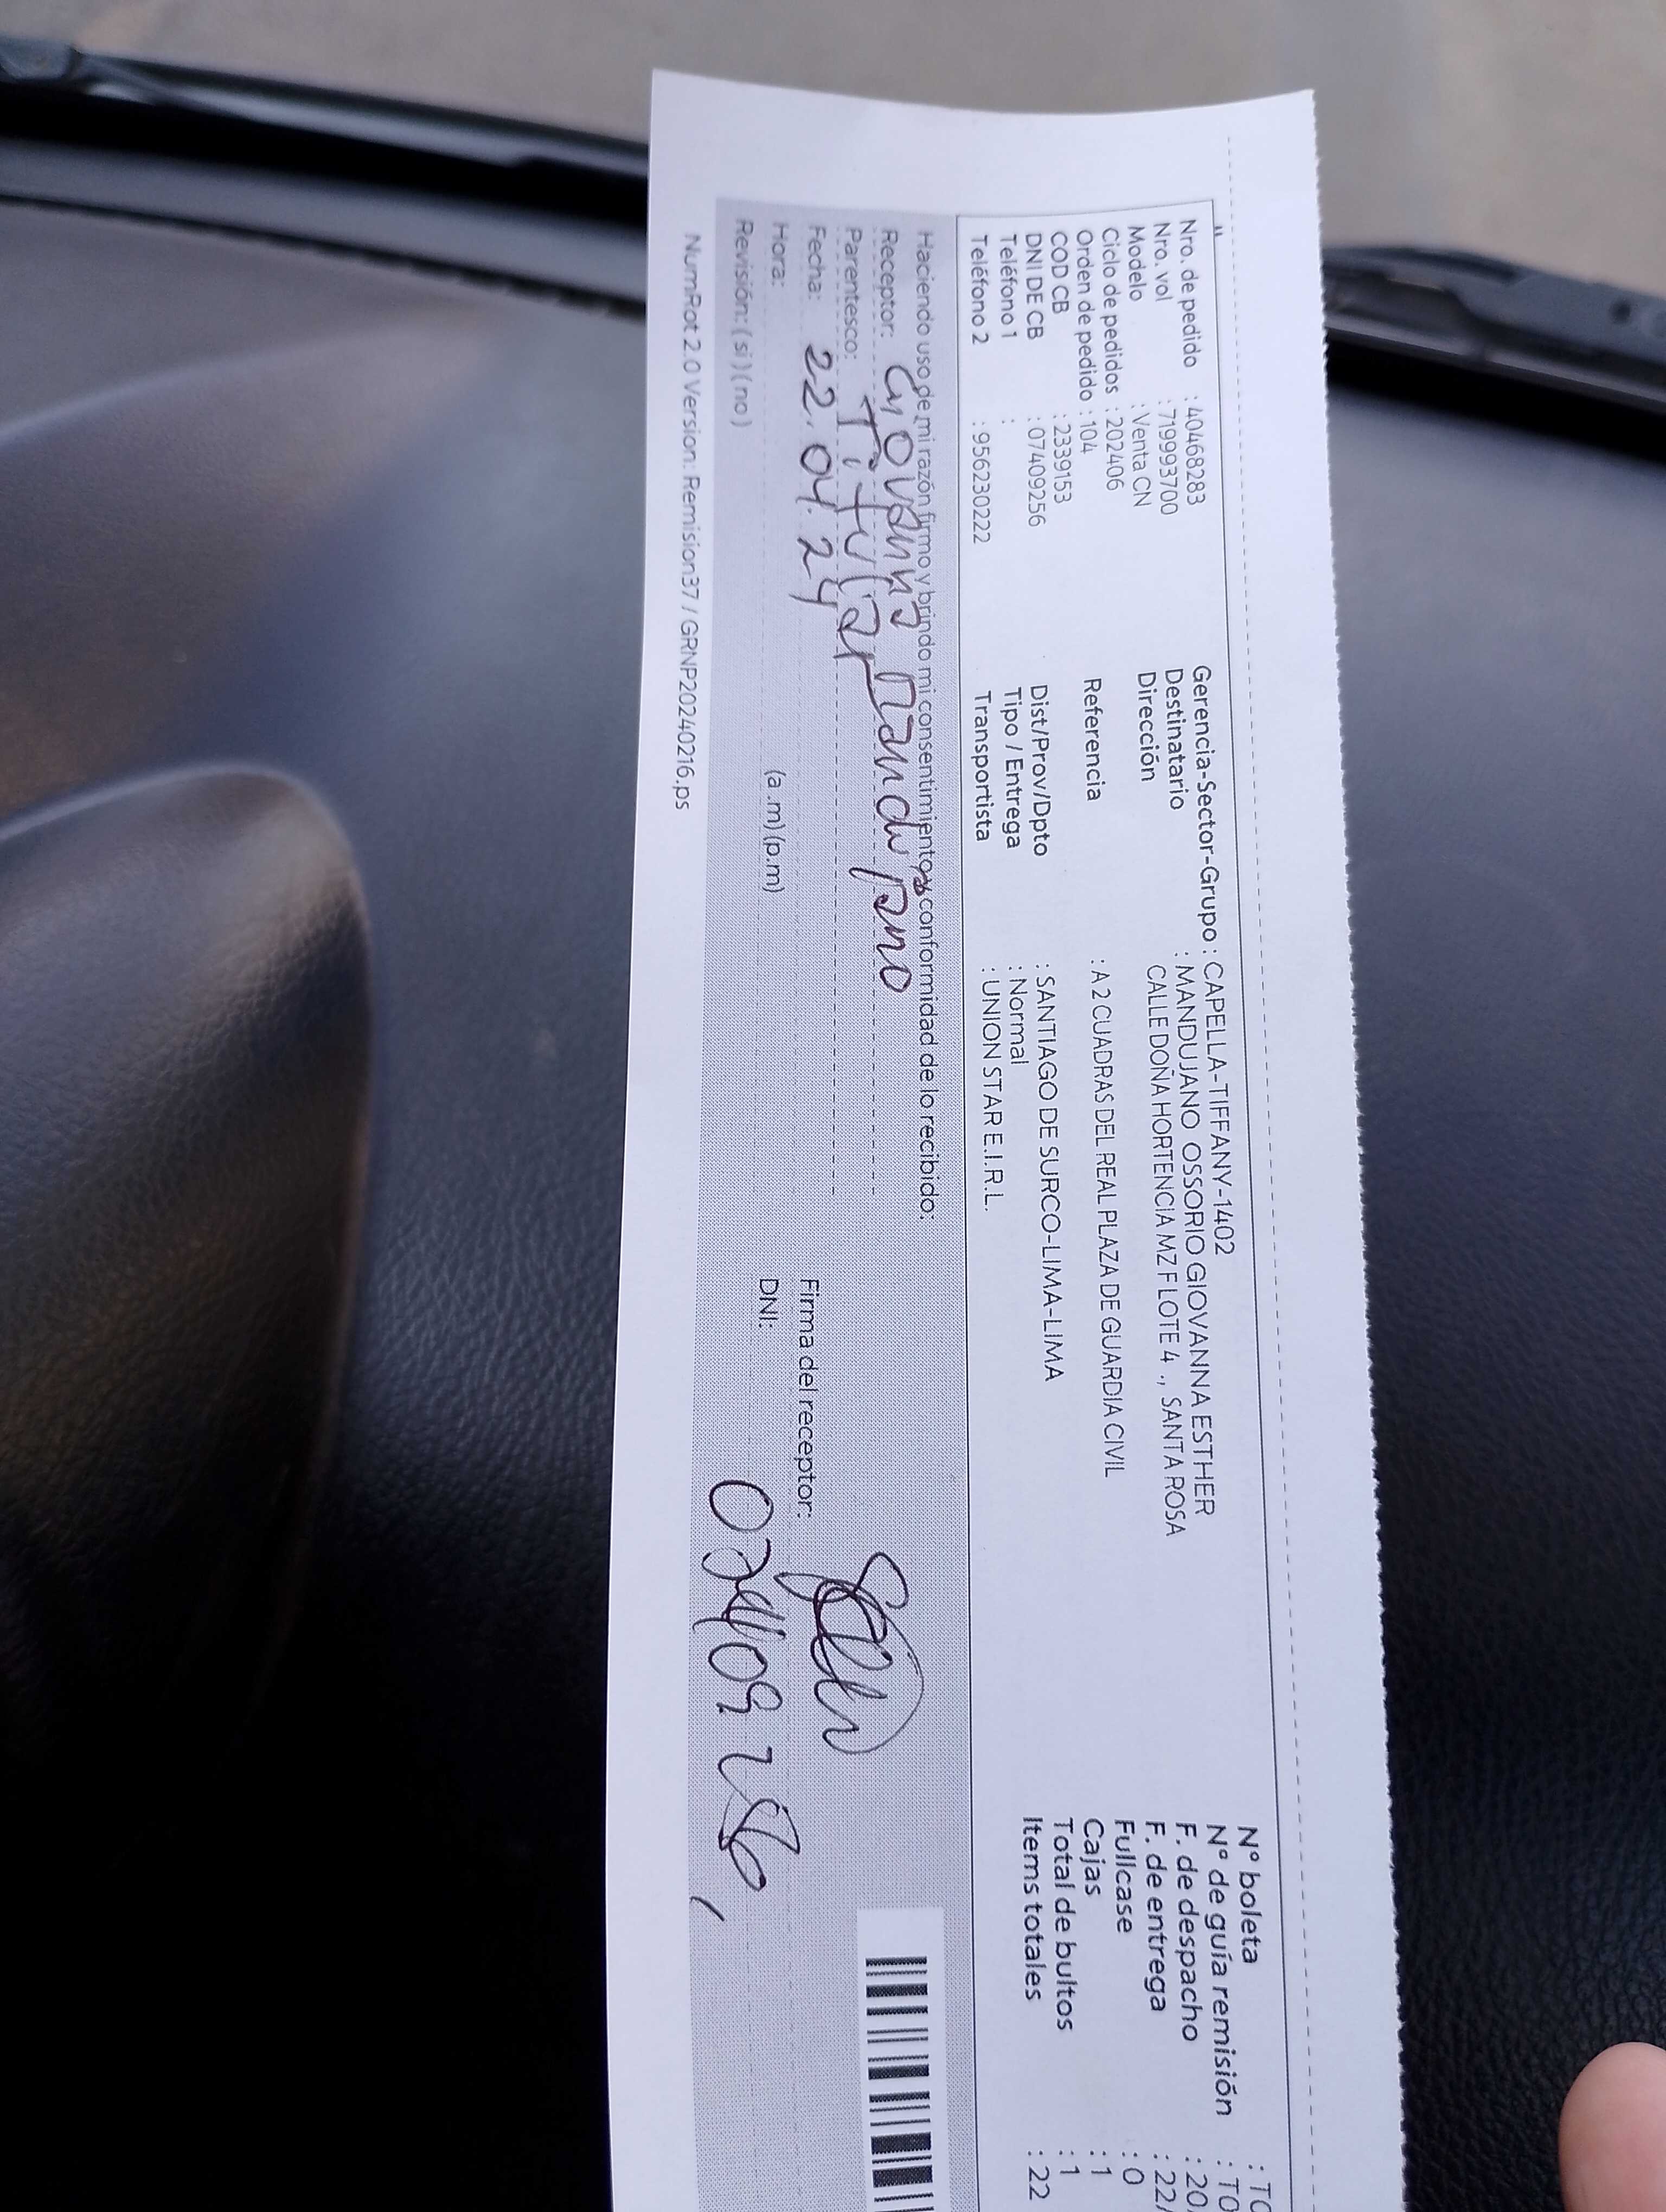 Nro. de pedido : 40468283
Nro. vol : 719993700
Modelo : Venta CN
Ciclo de pedidos : 202406
Orden de pedido : 104
COD CB : 2339153
DNI DE CB : 07409256
Teléfono 1 :
Teléfono 2 : 956230222
Gerencia-Sector-Grupo : CAPELLA-TIFFANY-1402
Destinatario : MANDUJANO OSSORIO GIOVANNA ESTHER
Dirección CALLE DOÑA HORTENCIA MZ F LOTE 4 ., SANTA ROSA
Referencia : A 2 CUADRAS DEL REAL PLAZA DE GUARDIA CIVIL
Dist/Prov/Dpto : SANTIAGO DE SURCO-LIMA-LIMA
Tipo / Entrega : Normal
Transportista : UNION STAR E.I.R.L.
N° boleta : TO
N° de guía remisión : TO
F. de despacho : 20
F. de entrega : 22/
Fullcase : 0
Cajas : 1
Total de bultos : 1
Items totales : 22
Haciendo uso de mi razón firmo y brindo mi consentimiento y conformidad de lo recibido:
Receptor: Giovanna Mandujano
Parentesco: Titular
Fecha: 22.04.24
Hora: (a .m) (p.m)
Revisión: ( si ) ( no )
Firma del receptor:
DNI: 07409256
NumRot 2.0 Version: Remision37 / GRNP20240216.ps